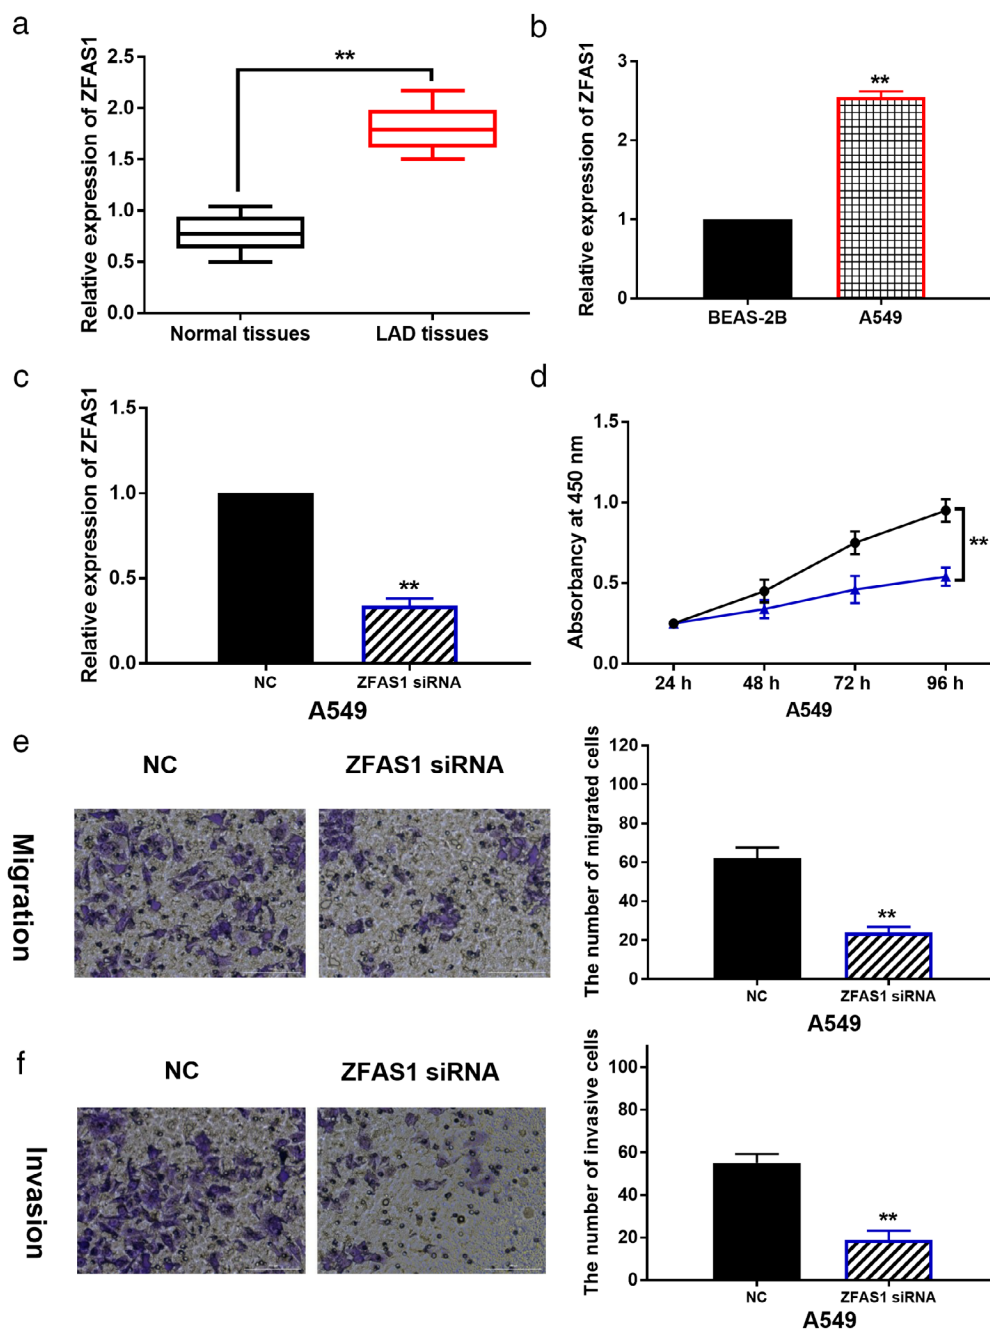 a
Relative expression of ZFAS1
2.5
2.0
1.5
1.0
0.5
0.0
**
Normal tissues
LAD tissues
b
Relative expression of ZFAS1
3
2
1
0
**
BEAS-2B
A549
c
Relative expression of ZFAS1
1.5
1.0
0.5
0.0
**
NC
ZFAS1 siRNA
A549
d
Absorbancy at 450 nm
1.5
1.0
0.5
0.0
**
24 h
48 h
72 h
96 h
A549
e
NC
ZFAS1 siRNA
Migration
The number of migrated cells
120
100
80
60
40
20
0
**
NC
ZFAS1 siRNA
A549
f
NC
ZFAS1 siRNA
Invasion
The number of invasive cells
100
80
60
40
20
0
**
NC
ZFAS1 siRNA
A549